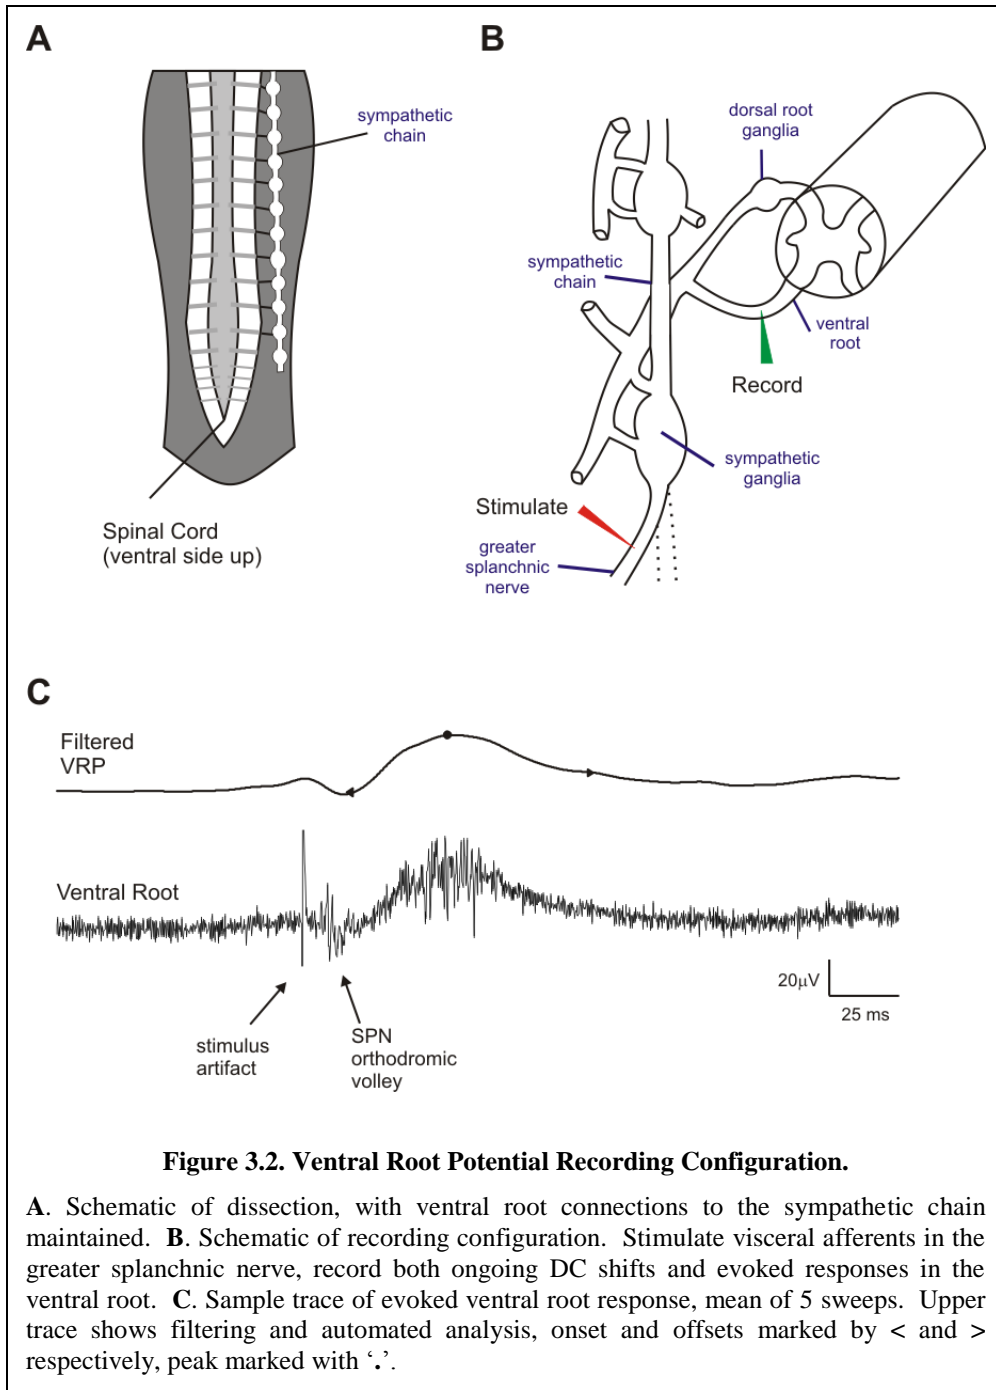 A
sympathetic
chain
Spinal Cord
(ventral side up)
B
dorsal root
ganglia
sympathetic
chain
ventral
root
Record
sympathetic
ganglia
Stimulate
greater
splanchnic
nerve
C
Filtered
VRP
Ventral Root
20μV
25 ms
stimulus
artifact
SPN
orthodromic
volley
Figure 3.2. Ventral Root Potential Recording Configuration.
A. Schematic of dissection, with ventral root connections to the sympathetic chain
maintained. B. Schematic of recording configuration. Stimulate visceral afferents in the
greater splanchnic nerve, record both ongoing DC shifts and evoked responses in the
ventral root. C. Sample trace of evoked ventral root response, mean of 5 sweeps. Upper
trace shows filtering and automated analysis, onset and offsets marked by < and >
respectively, peak marked with ‘.’.